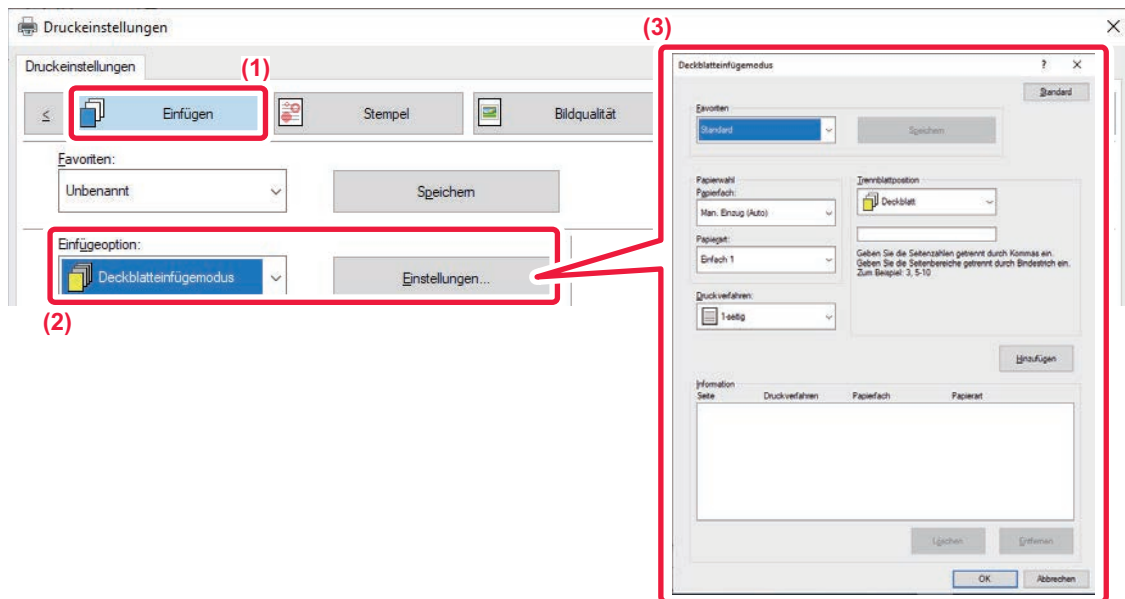 Druckeinstellungen
(3)
Druckeinstellungen
(1)
≤
Einfügen
Stempel
Bildqualität
Favoriten:
Unbenannt
Speichern
Einfügeoption:
Deckblatteinfügemodus
Einstellungen...
(2)
Deckblatteinfügemodus
?
Standard
Favoriten
Standard
Speichern
Papierwahl
Papierfach:
Man. Einzug (Auto)
Papiegart:
Einfach 1
Druckverfahren:
1-seitig
Trennblattposition
Deckblatt
Geben Sie die Seitenzahlen getrennt durch Kommas ein.
Geben Sie die Seitenbereiche getrennt durch Bindestrich ein.
Zum Beispiel: 3, 5-10
Hinzufügen
Information
Seite Druckverfahren Papierfach Papierart
Löschen Entfernen
OK Abbrechen